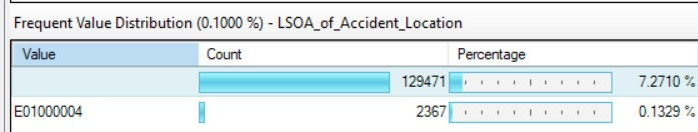 Frequent Value Distribution (0.1000 %) - LSOA_of_Accident_Location
Value Count Percentage
129471 7.2710 %
E01000004 2367 0.1329 %